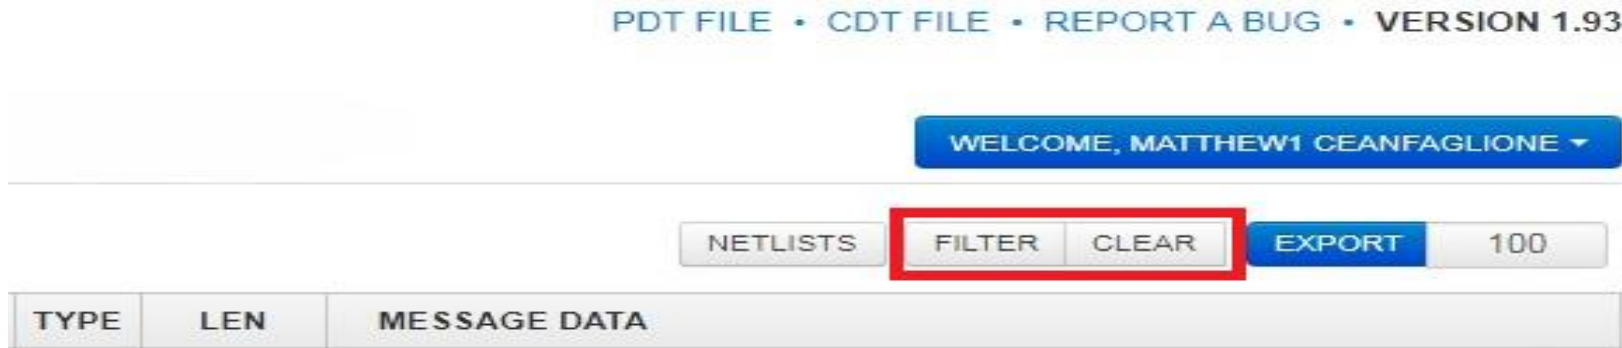 PDT FILE • CDT FILE • REPORT A BUG • VERSION 1.93
WELCOME, MATTHEW1 CEANFAGLIONE
NETLISTS FILTER CLEAR EXPORT 100
TYPE LEN MESSAGE DATA